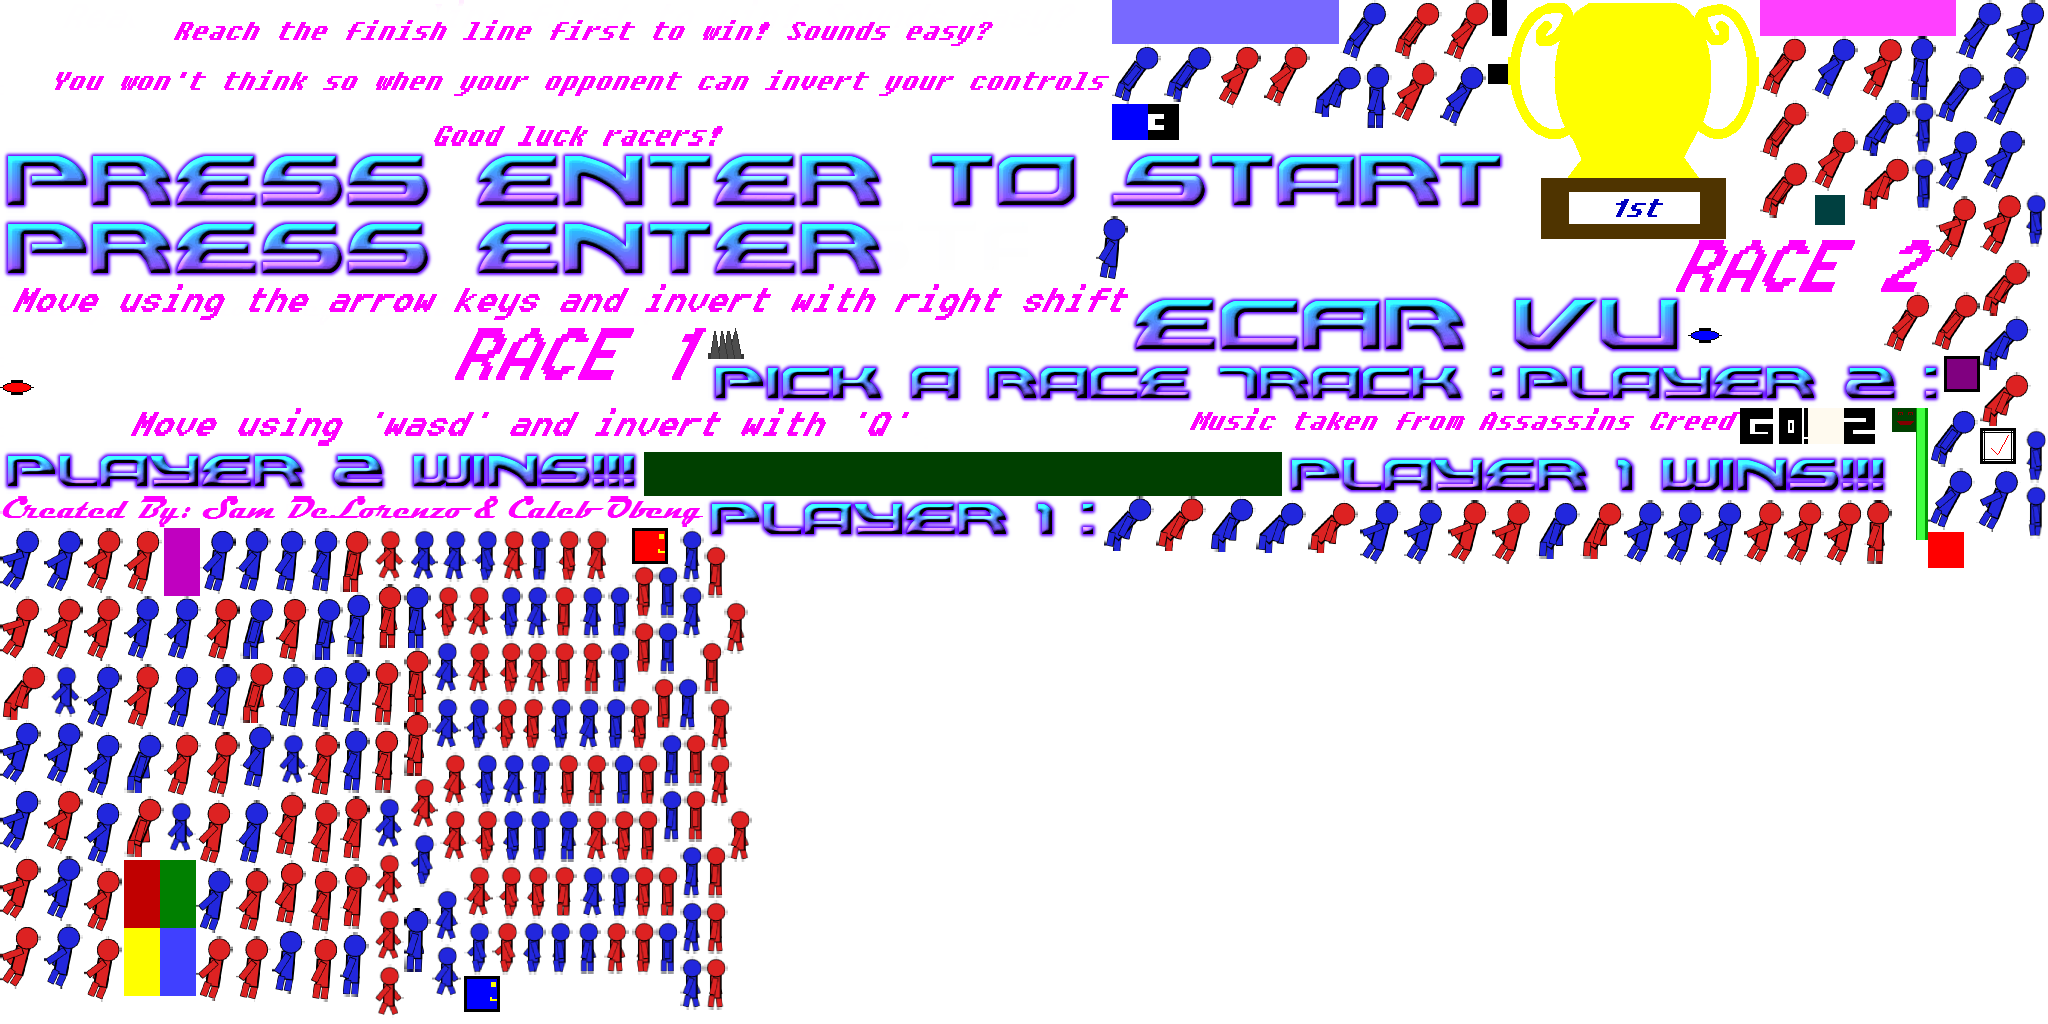 Reach the finish line first to win! Sounds easy?
You won't think so when your opponent can invert your controls
3
Good luck racers!
PRESS ENTER TO START
1st
PRESS ENTER
RACE 2
Move using the arrow keys and invert with right shift
ECAR VU
RACE 1
PICK A RACE TRACK :
PLAYER 2 :
Move using 'wasd' and invert with 'Q'
Music taken from Assassins Creed
GO!
2
PLAYER 2 WINS!!!
PLAYER 1 WINS!!!
Created By: Sam DeLorenzo & Caleb Obeng
PLAYER 1 :